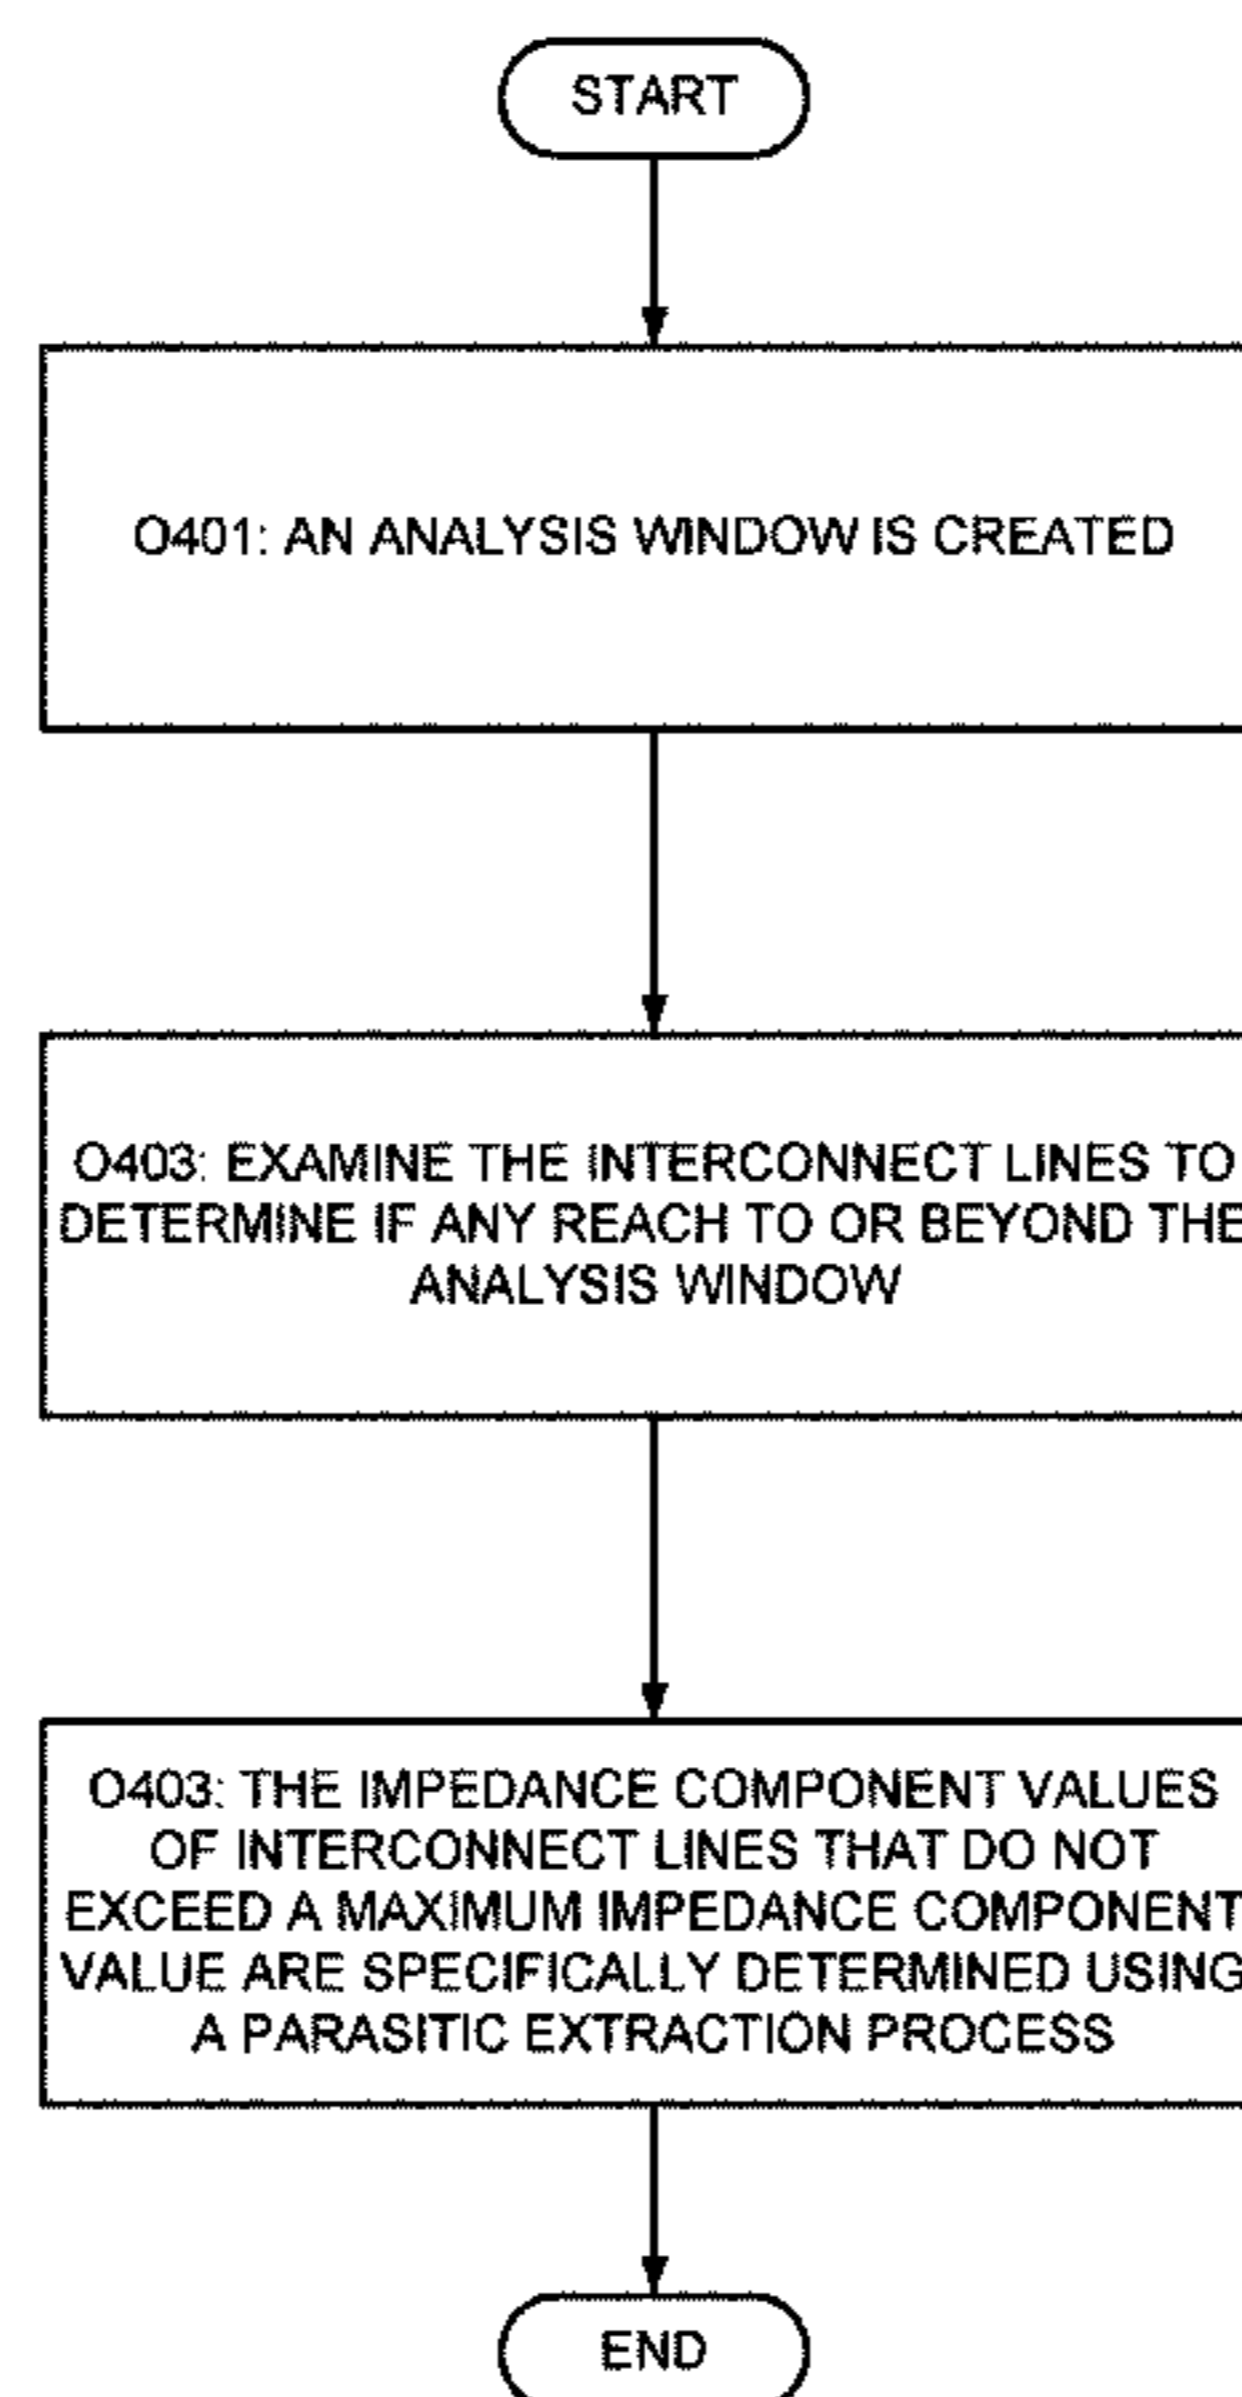 START
O401: AN ANALYSIS WINDOW IS CREATED
O403: EXAMINE THE INTERCONNECT LINES TO
DETERMINE IF ANY REACH TO OR BEYOND THE
ANALYSIS WINDOW
O403: THE IMPEDANCE COMPONENT VALUES
OF INTERCONNECT LINES THAT DO NOT
EXCEED A MAXIMUM IMPEDANCE COMPONENT
VALUE ARE SPECIFICALLY DETERMINED USING
A PARASITIC EXTRACTION PROCESS
END